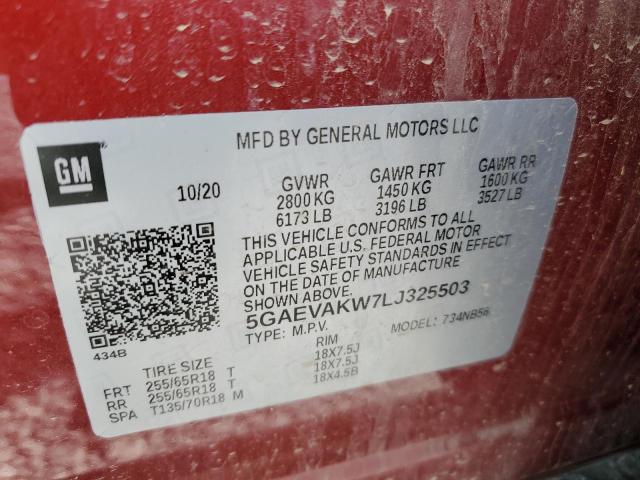 MFD BY GENERAL MOTORS LLC
GM
10/20
GVWR GAWR FRT GAWR RR
2800 KG 1450 KG 1600 KG
6173 LB 3196 LB 3527 LB
THIS VEHICLE CONFORMS TO ALL
APPLICABLE U.S. FEDERAL MOTOR
VEHICLE SAFETY STANDARDS IN EFFECT
ON THE DATE OF MANUFACTURE
SHOWN ABOVE.
5GAEVAKW7LJ325503
TYPE: M.P.V. MODEL: 734NB56
434B
TIRE SIZE RIM
FRT 255/65R18 T 18X7.5J
RR 255/65R18 T 18X7.5J
SPA T135/70R18 M 18X4.5B